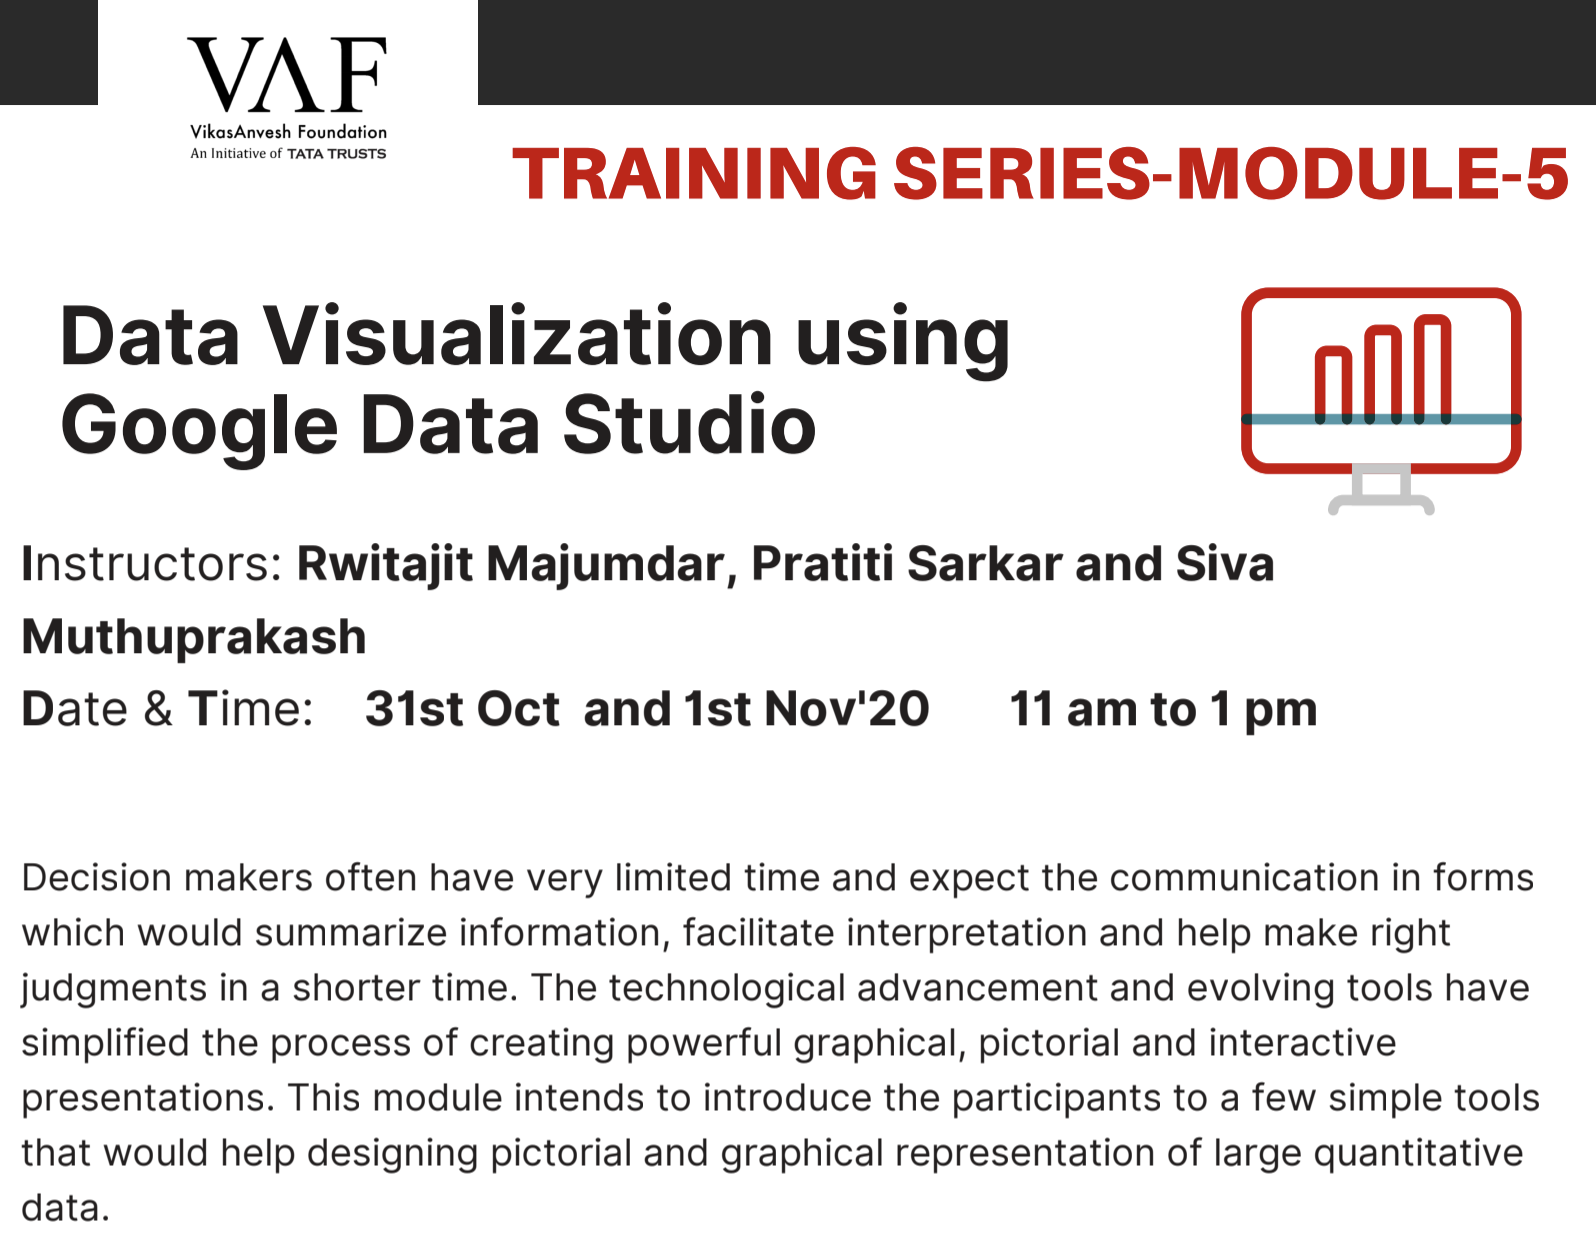 VAF
VikasAnvesh Foundation
An Initiative of TATA TRUSTS
TRAINING SERIES-MODULE-5
Data Visualization using
Google Data Studio
Instructors: Rwitajit Majumdar, Pratiti Sarkar and Siva
Muthuprakash
Date & Time: 31st Oct and 1st Nov'20 11 am to 1 pm
Decision makers often have very limited time and expect the communication in forms
which would summarize information, facilitate interpretation and help make right
judgments in a shorter time. The technological advancement and evolving tools have
simplified the process of creating powerful graphical, pictorial and interactive
presentations. This module intends to introduce the participants to a few simple tools
that would help designing pictorial and graphical representation of large quantitative
data.